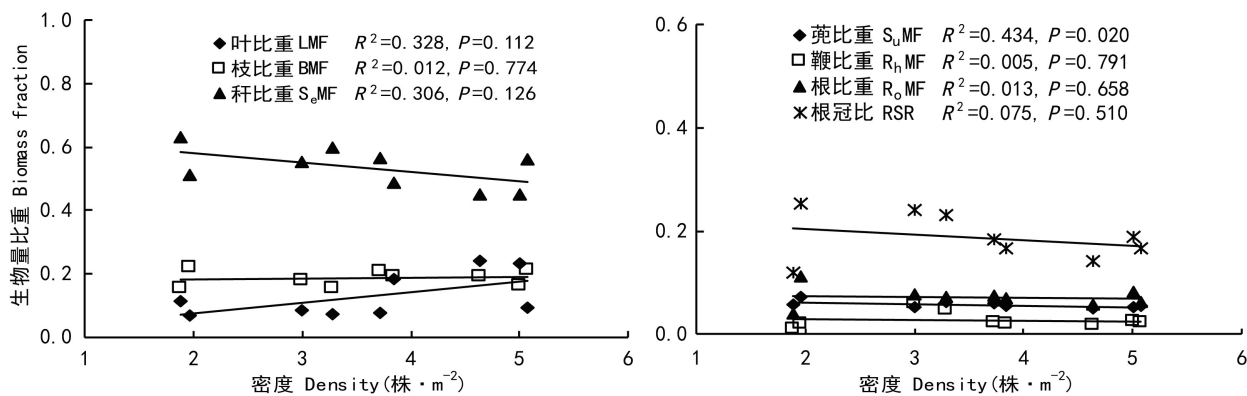 生物量比重 Biomass fraction
1.0
0.8
0.6
0.4
0.2
0.0
1 2 3 4 5 6
密度 Density(株·m⁻²)
叶比重 LMF R²=0.328, P=0.112
枝比重 BMF R²=0.012, P=0.774
秆比重 SₑMF R²=0.306, P=0.126
0.6
0.4
0.2
0.0
1 2 3 4 5 6
密度 Density(株·m⁻²)
蔸比重 SᵤMF R²=0.434, P=0.020
鞭比重 RₕMF R²=0.005, P=0.791
根比重 RₒMF R²=0.013, P=0.658
根冠比 RSR R²=0.075, P=0.510